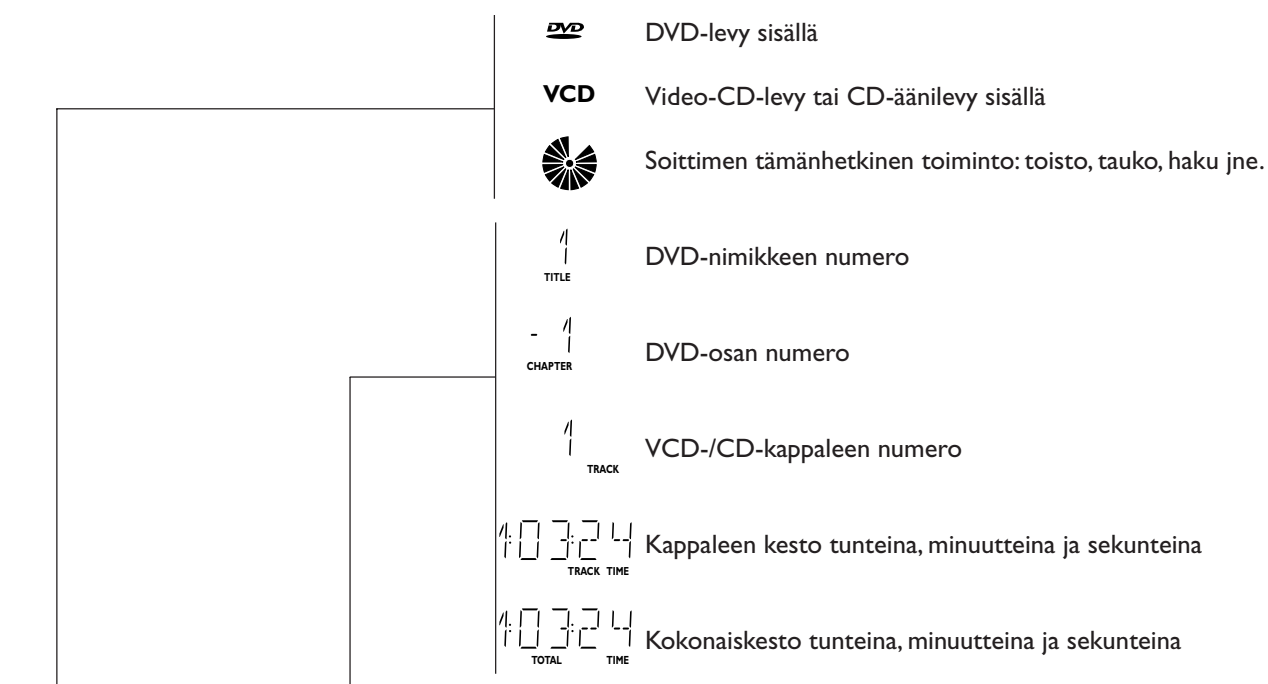 DVD DVD-levy sisällä
VCD Video-CD-levy tai CD-äänilevy sisällä
Soittimen tämänhetkinen toiminto: toisto, tauko, haku jne.
1
TITLE
DVD-nimikkeen numero
- 1
CHAPTER
DVD-osan numero
1
TRACK
VCD-/CD-kappaleen numero
1:03:24
TRACK TIME
Kappaleen kesto tunteina, minuutteina ja sekunteina
1:03:24
TOTAL TIME
Kokonaiskesto tunteina, minuutteina ja sekunteina